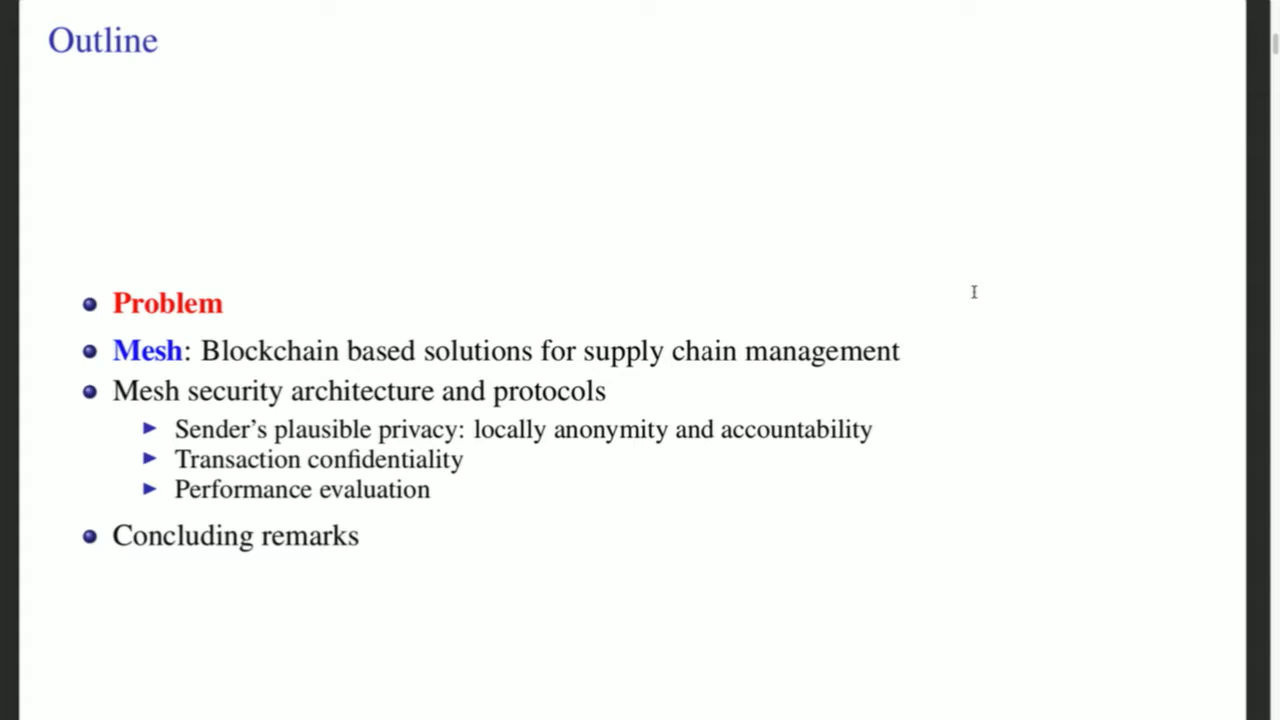 Outline
Problem
Mesh: Blockchain based solutions for supply chain management
Mesh security architecture and protocols
Sender's plausible privacy: locally anonymity and accountability
Transaction confidentiality
Performance evaluation
Concluding remarks